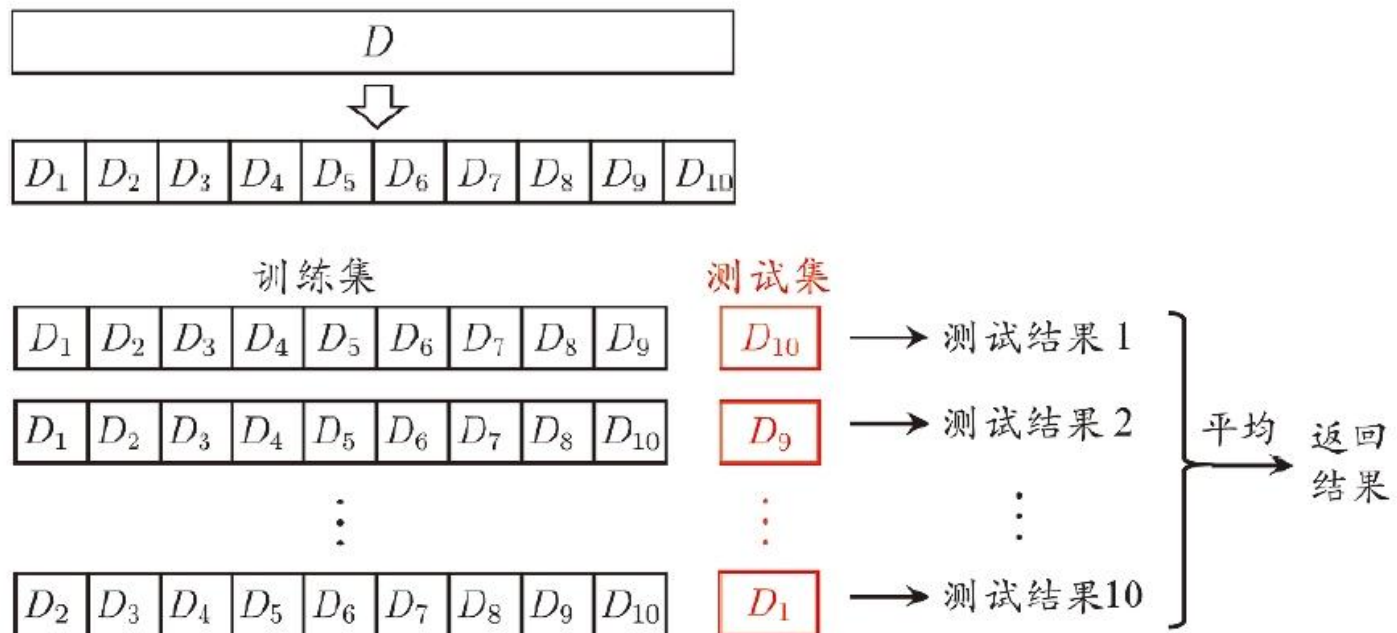 D
D₁ D₂ D₃ D₄ D₅ D₆ D₇ D₈ D₉ D₁₀
训练集 测试集
D₁ D₂ D₃ D₄ D₅ D₆ D₇ D₈ D₉ D₁₀ 测试结果 1
D₁ D₂ D₃ D₄ D₅ D₆ D₇ D₈ D₁₀ D₉ 测试结果 2
平均 返回
结果
D₂ D₃ D₄ D₅ D₆ D₇ D₈ D₉ D₁₀ D₁ 测试结果10